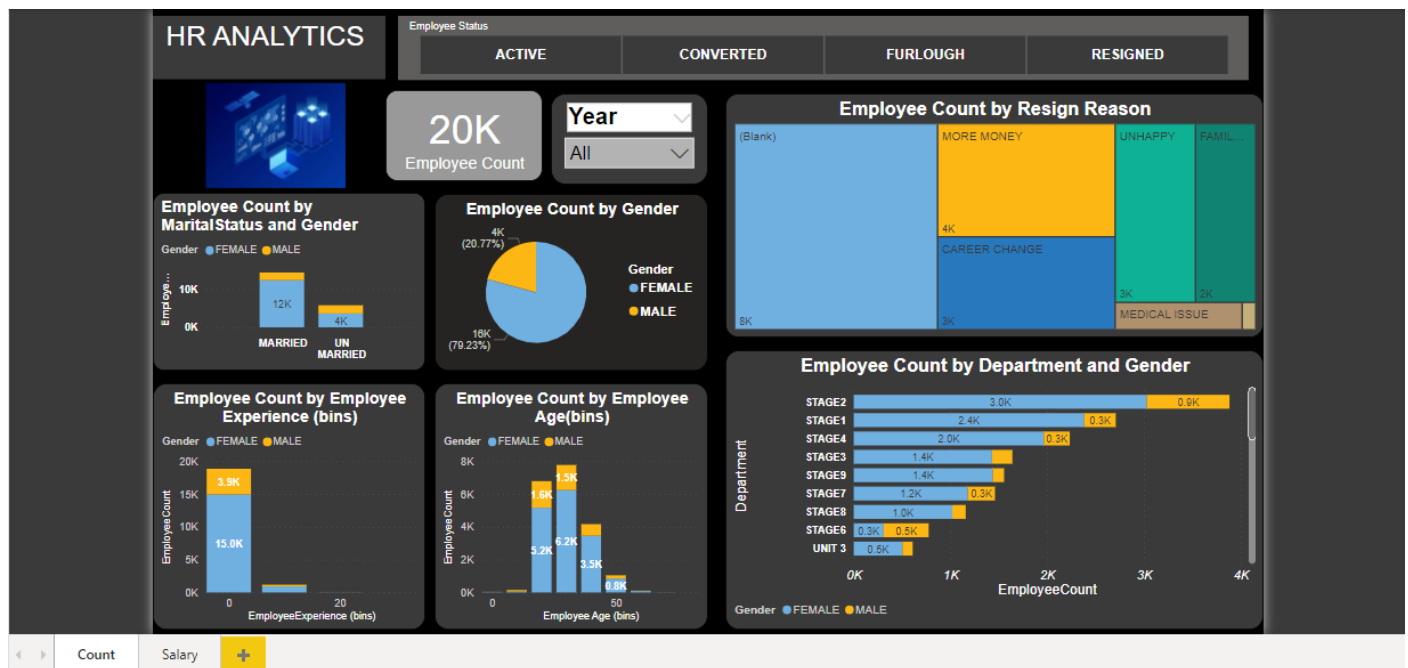 HR ANALYTICS
Employee Status
ACTIVE
CONVERTED
FURLOUGH
RESIGNED
20K
Employee Count
Year
All
Employee Count by Resign Reason
(Blank)
8K
MORE MONEY
4K
CAREER CHANGE
3K
UNHAPPY
3K
FAMIL...
2K
MEDICAL ISSUE
Employee Count by
MaritalStatus and Gender
Gender FEMALE MALE
Employe...
10K
0K
12K
4K
MARRIED
UN
MARRIED
Employee Count by Gender
4K
(20.77%)
16K
(79.23%)
Gender
FEMALE
MALE
Employee Count by Employee
Experience (bins)
Gender FEMALE MALE
EmployeeCount
20K
15K
10K
5K
0K
3.9K
15.0K
0
20
EmployeeExperience (bins)
Employee Count by Employee
Age(bins)
Gender FEMALE MALE
EmployeeCount
8K
6K
4K
2K
0K
1.6K
5.2K
1.5K
6.2K
3.5K
0.8K
0
50
Employee Age (bins)
Employee Count by Department and Gender
Department
STAGE2 3.0K 0.9K
STAGE1 2.4K 0.3K
STAGE4 2.0K 0.3K
STAGE3 1.4K
STAGE9 1.4K
STAGE7 1.2K 0.3K
STAGE8 1.0K
STAGE6 0.3K 0.5K
UNIT 3 0.5K
0K 1K 2K 3K 4K
EmployeeCount
Gender FEMALE MALE
Count
Salary
+